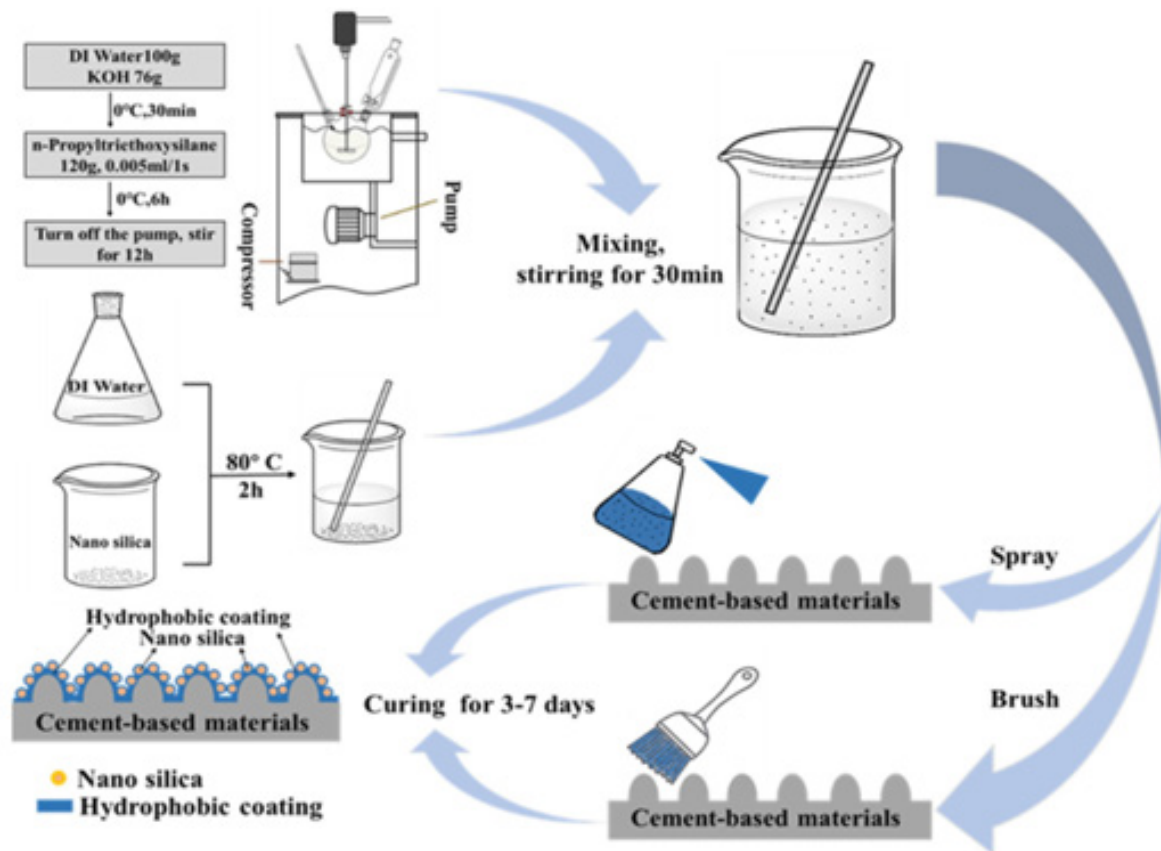 DI Water100g
KOH 76g
0°C,30min
n-Propyltriethoxysilane
120g, 0.005ml/1s
0°C,6h
Turn off the pump, stir
for 12h
Compressor
Pump
Mixing,
stirring for 30min
DI Water
Nano silica
80° C
2h
Spray
Cement-based materials
Brush
Cement-based materials
Curing for 3-7 days
Hydrophobic coating
Nano silica
Cement-based materials
Nano silica
Hydrophobic coating